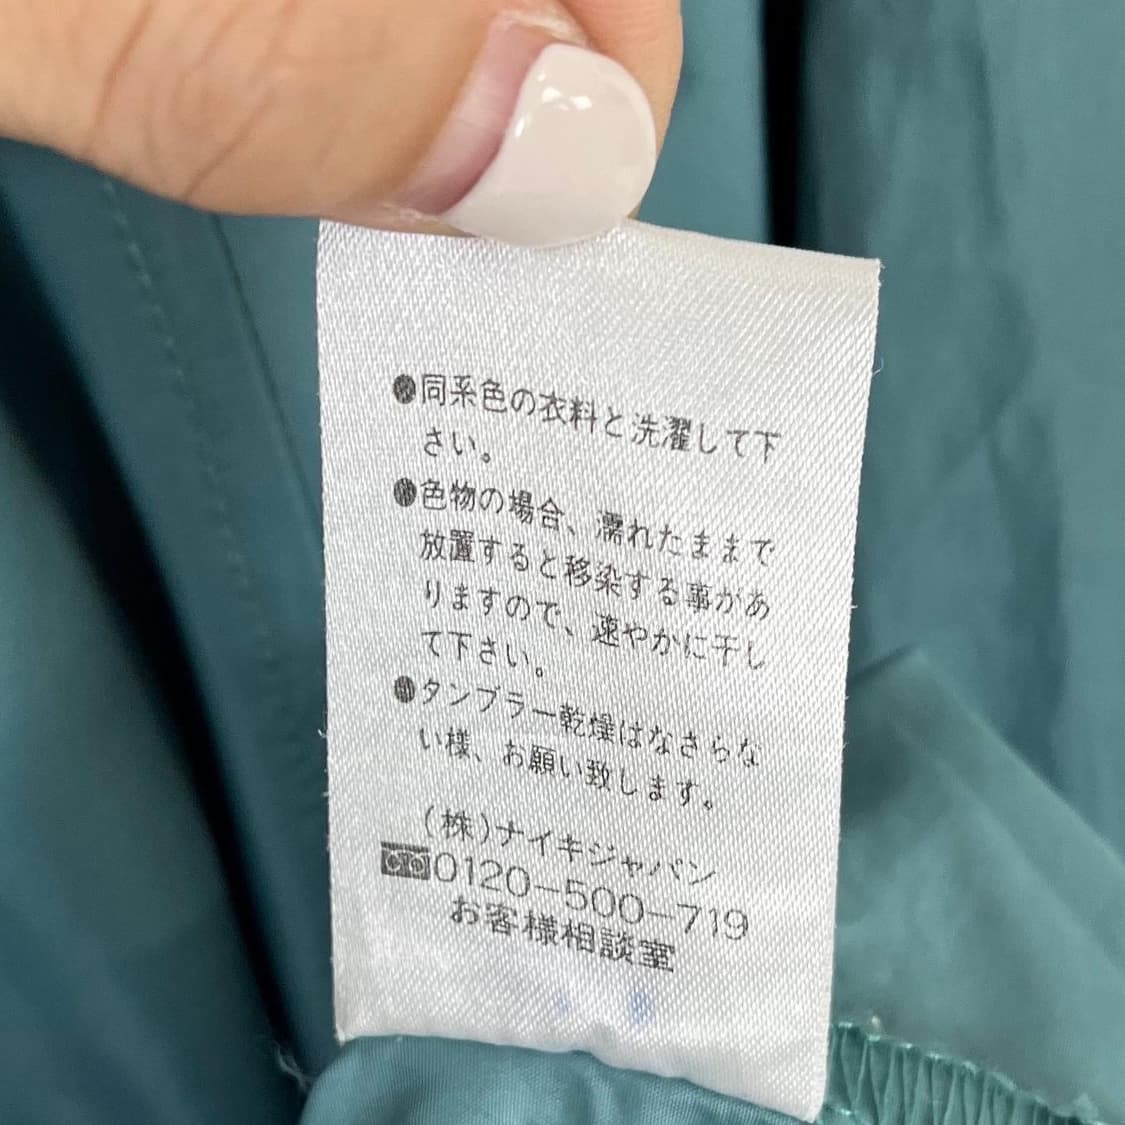 ●同系色の衣料と洗濯して下
さい。
●色物の場合、濡れたままで
放置すると移染する事があ
りますので、速やかに干し
て下さい。
●タンブラー乾燥はなさらな
い様、お願い致します。
(株)ナイキジャパン
0120-500-719
お客様相談室